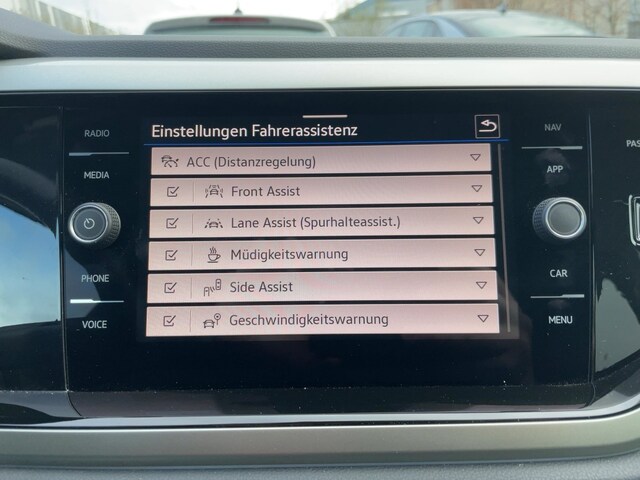 RADIO
MEDIA
PHONE
VOICE
Einstellungen Fahrerassistenz
ACC (Distanzregelung)
Front Assist
Lane Assist (Spurhalteassist.)
Müdigkeitswarnung
Side Assist
Geschwindigkeitswarnung
NAV
APP
CAR
MENU